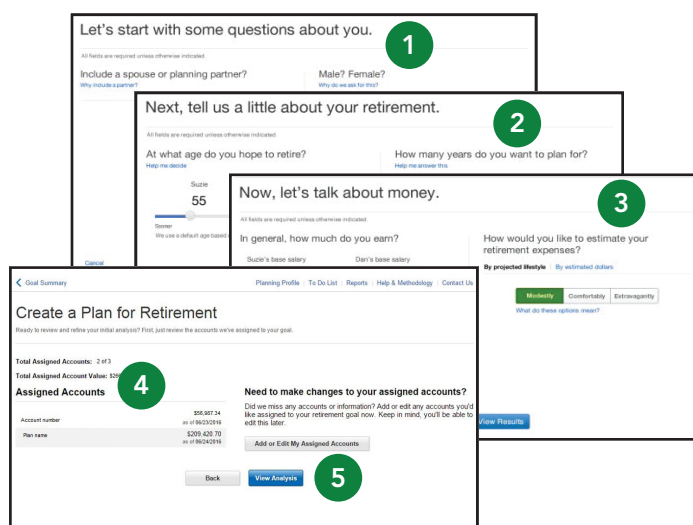 Let's start with some questions about you.
1
All fields are required unless otherwise indicated.
Include a spouse or planning partner?
Why include a partner?
Male? Female?
Why do we ask for this?
Next, tell us a little about your retirement.
2
All fields are required unless otherwise indicated
At what age do you hope to retire?
Help me decide
How many years do you want to plan for?
Help me answer this
Suzie
55
Sooner
We use a default age based
Cancel
Now, let's talk about money.
3
All fields are required unless otherwise indicated.
In general, how much do you earn?
Suzie's base salary
Dan's base salary
How would you like to estimate your
retirement expenses?
By projected lifestyle | By estimated dollars
Modestly Comfortably Extravagantly
What do these options mean?
View Results
Goal Summary
Planning Profile | To Do List | Reports | Help & Methodology | Contact Us
Create a Plan for Retirement
Ready to review and refine your initial analysis? First, just review the accounts we've assigned to your goal.
Total Assigned Accounts: 2 of 3
Total Assigned Account Value:
4
Assigned Accounts
Account number
$56,987.34
as of 06/23/2016
Plan name
$209,420.70
as of 06/24/2016
Need to make changes to your assigned accounts?
Did we miss any accounts or information? Add or edit any accounts you'd
like assigned to your retirement goal now. Keep in mind, you'll be able to
edit this later.
Add or Edit My Assigned Accounts
Back
View Analysis
5